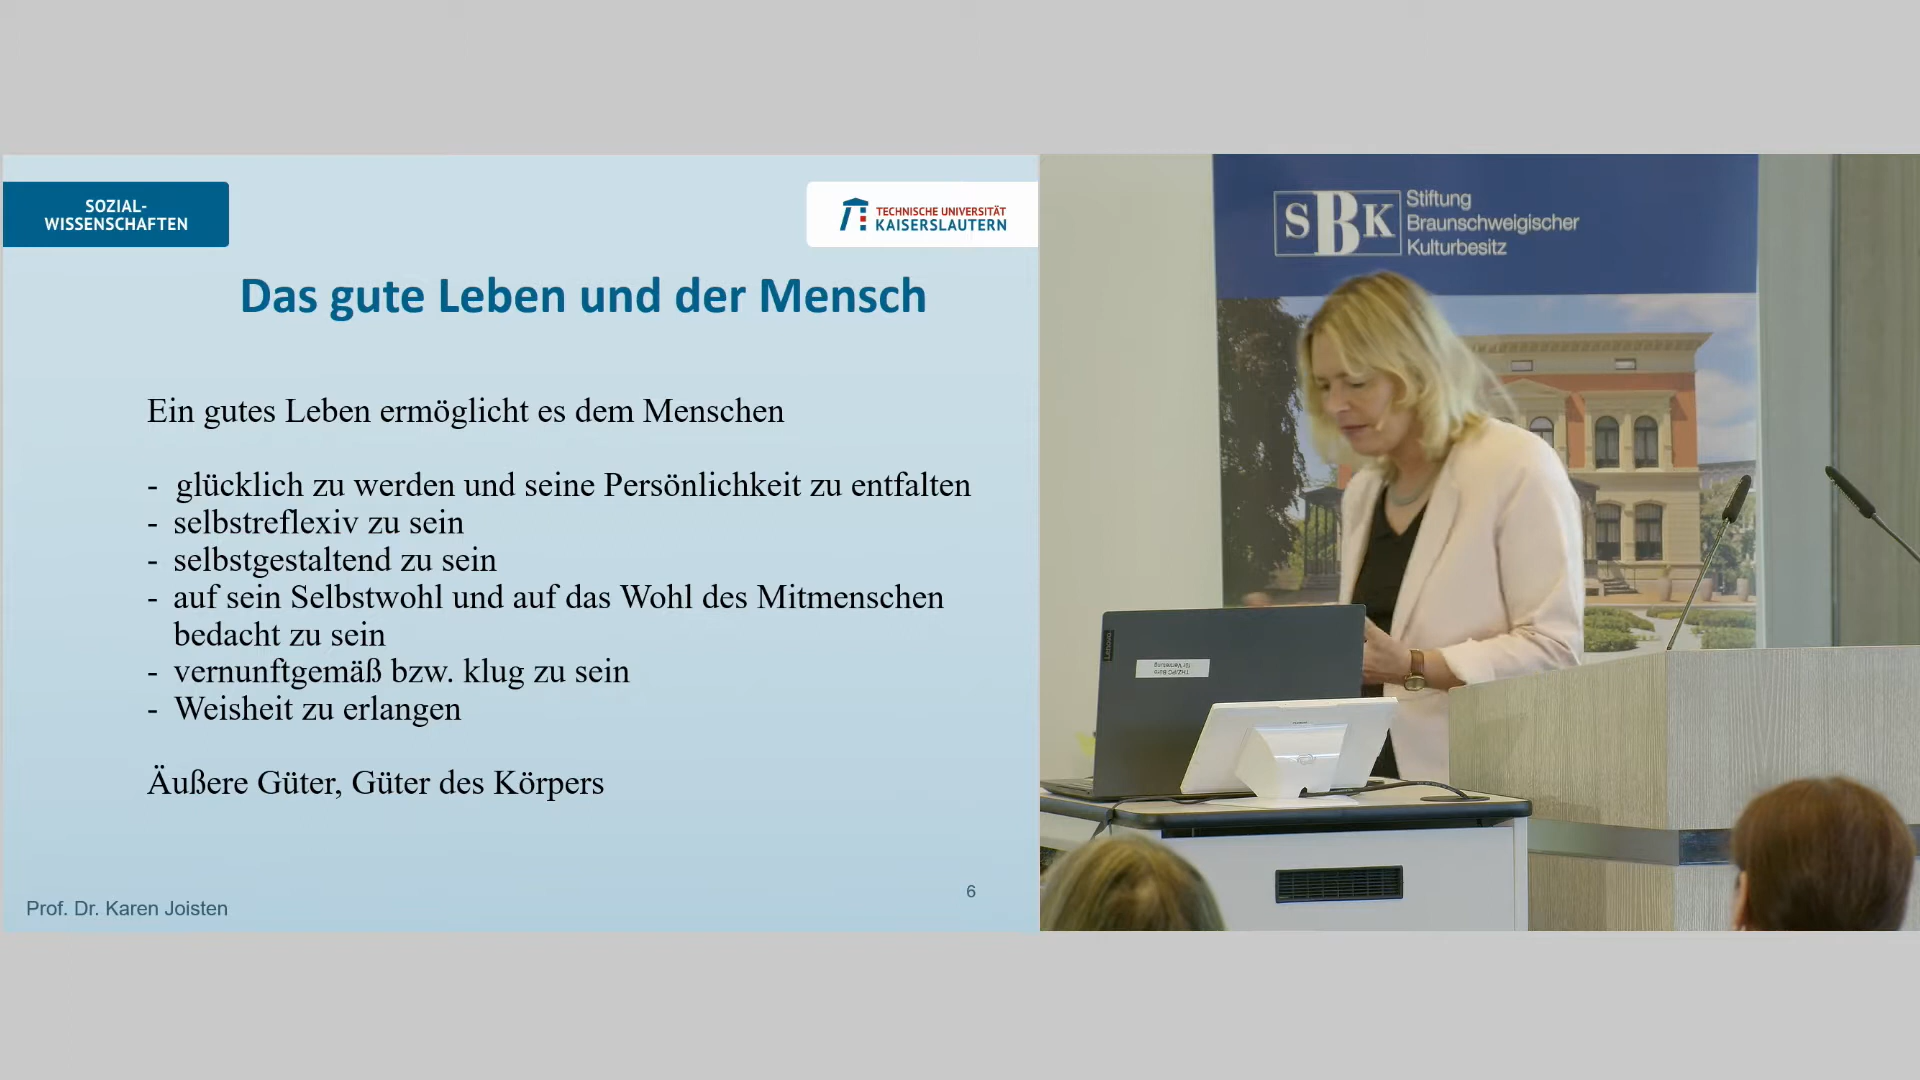 SOZIAL-
WISSENSCHAFTEN
TECHNISCHE UNIVERSITÄT
KAISERSLAUTERN
Das gute Leben und der Mensch
Ein gutes Leben ermöglicht es dem Menschen
- glücklich zu werden und seine Persönlichkeit zu entfalten
- selbstreflexiv zu sein
- selbstgestaltend zu sein
- auf sein Selbstwohl und auf das Wohl des Mitmenschen
bedacht zu sein
- vernunftgemäß bzw. klug zu sein
- Weisheit zu erlangen
Äußere Güter, Güter des Körpers
6
Prof. Dr. Karen Joisten
SBK
Stiftung
Braunschweigischer
Kulturbesitz
Lenovo